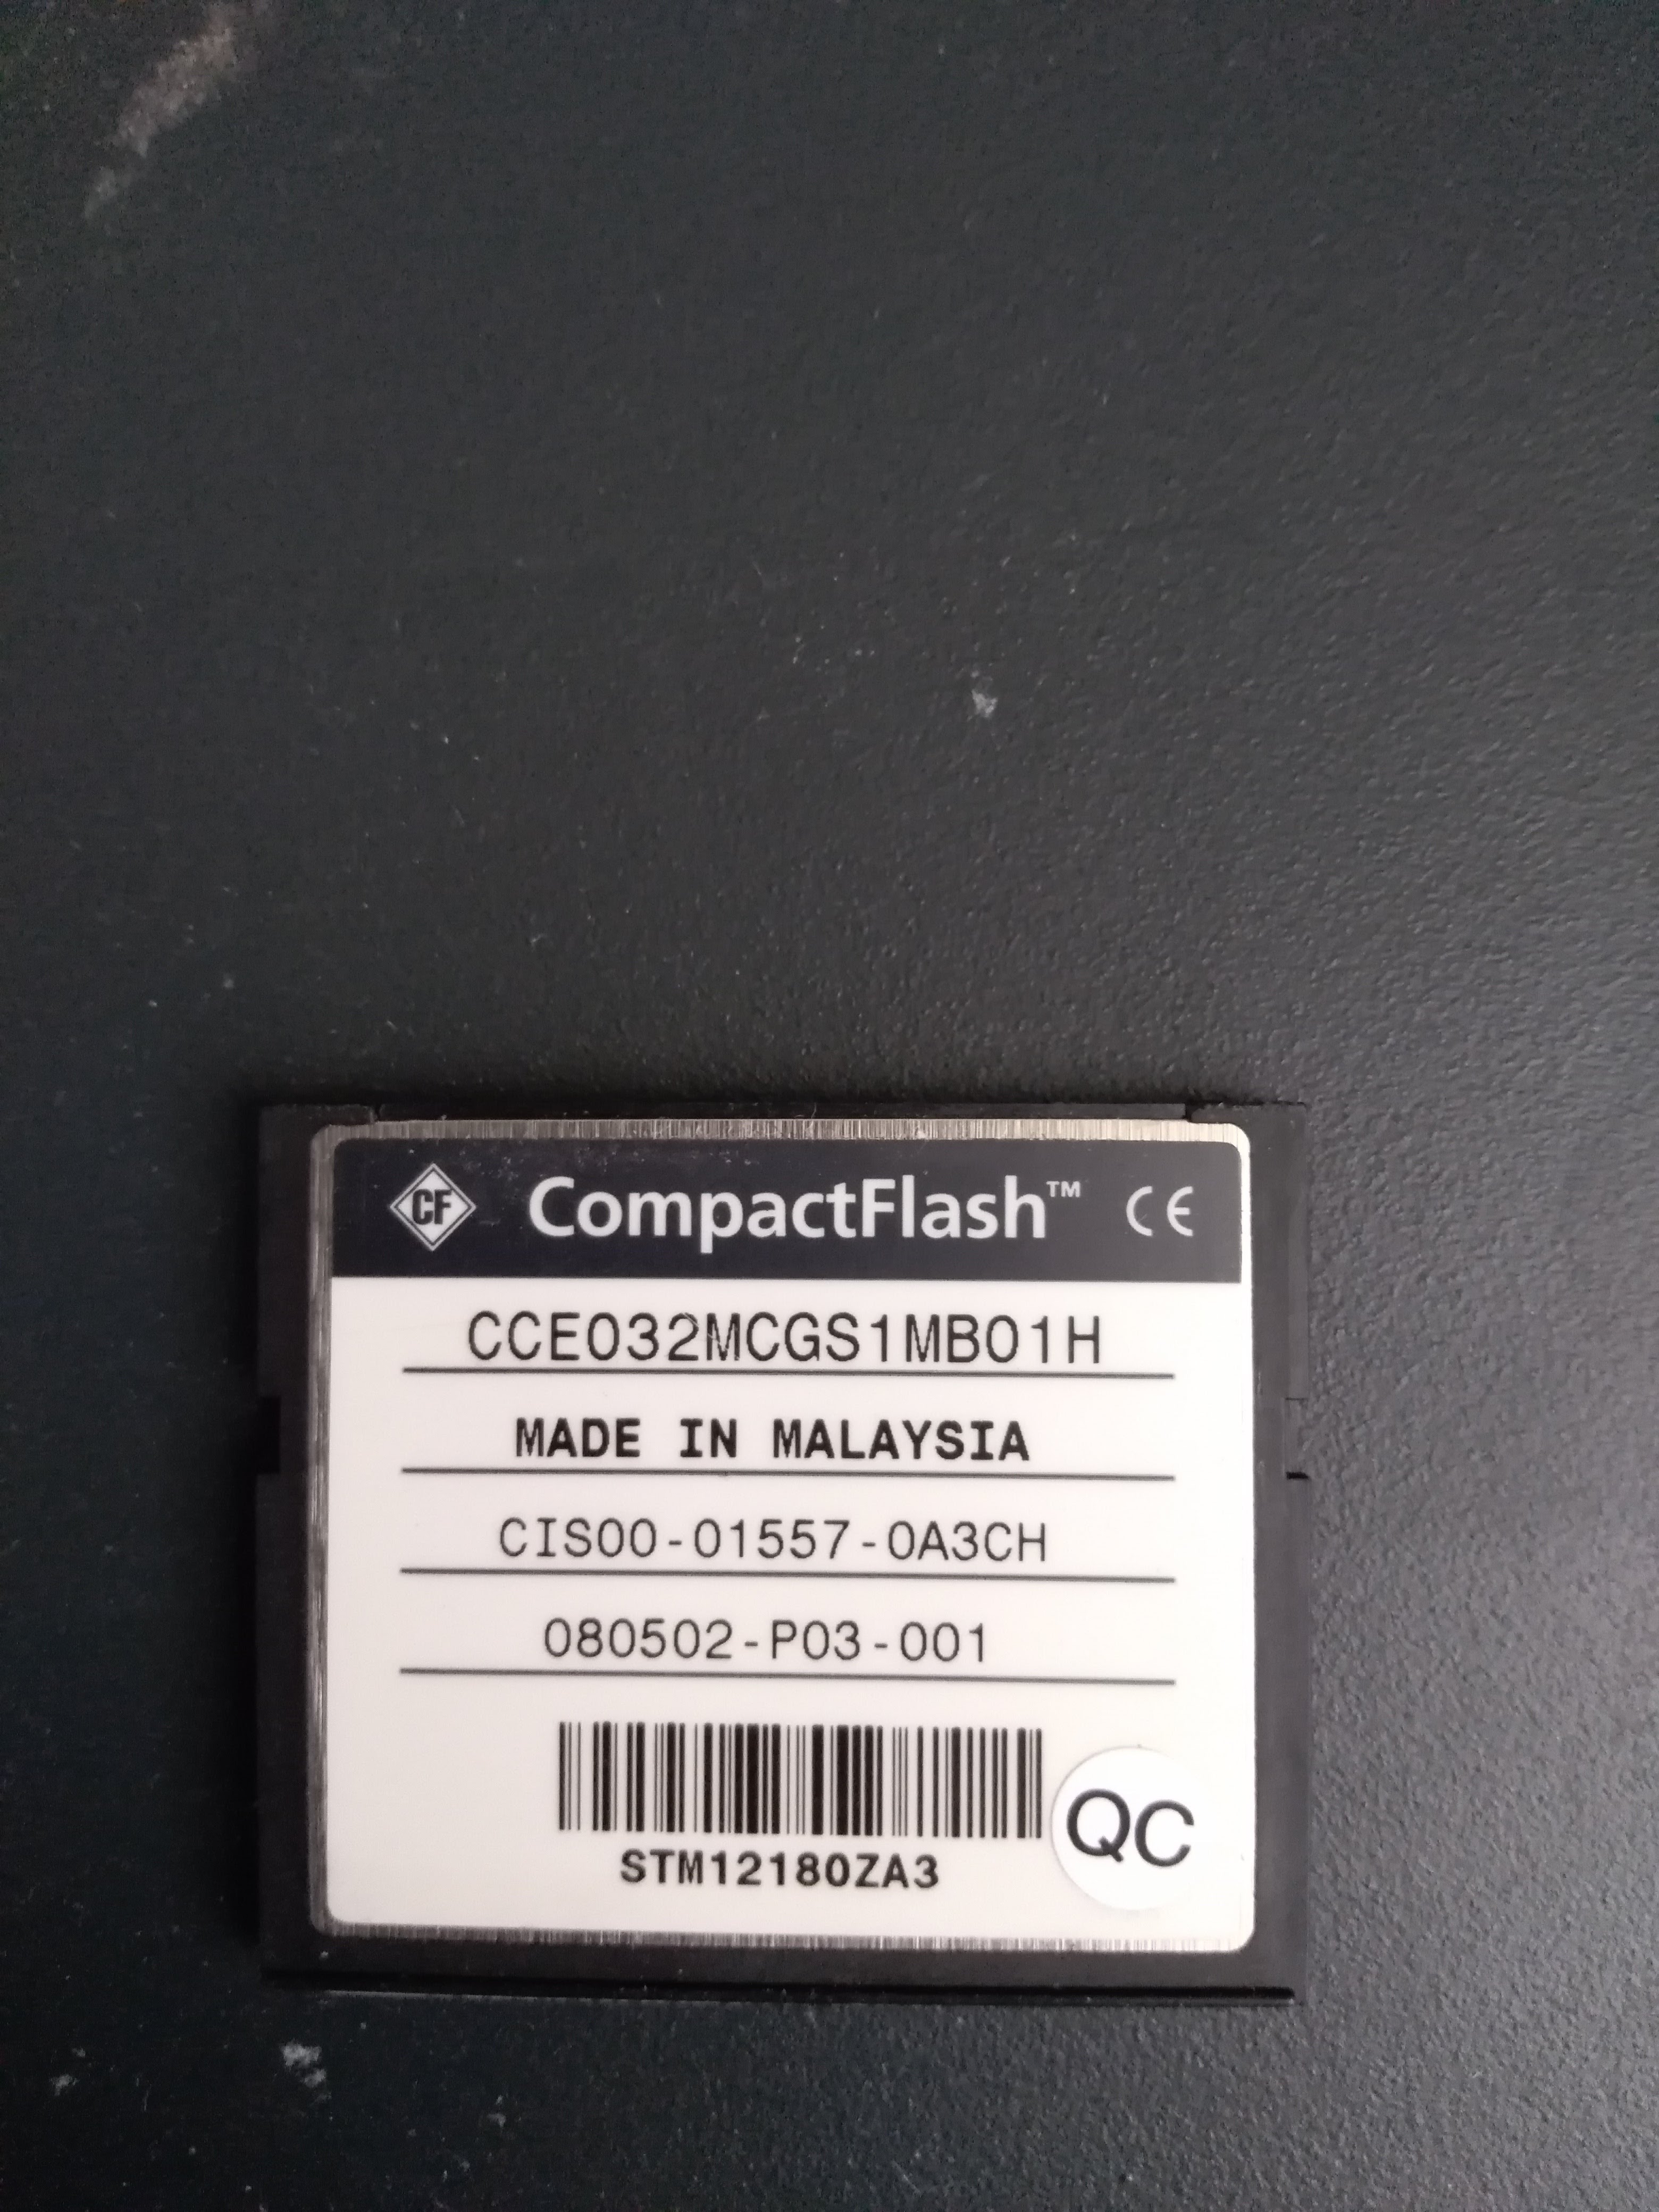 CF CompactFlash™ CE
CCE032MCGS1MB01H
MADE IN MALAYSIA
CIS00-01557-0A3CH
080502-P03-001
QC
STM12180ZA3